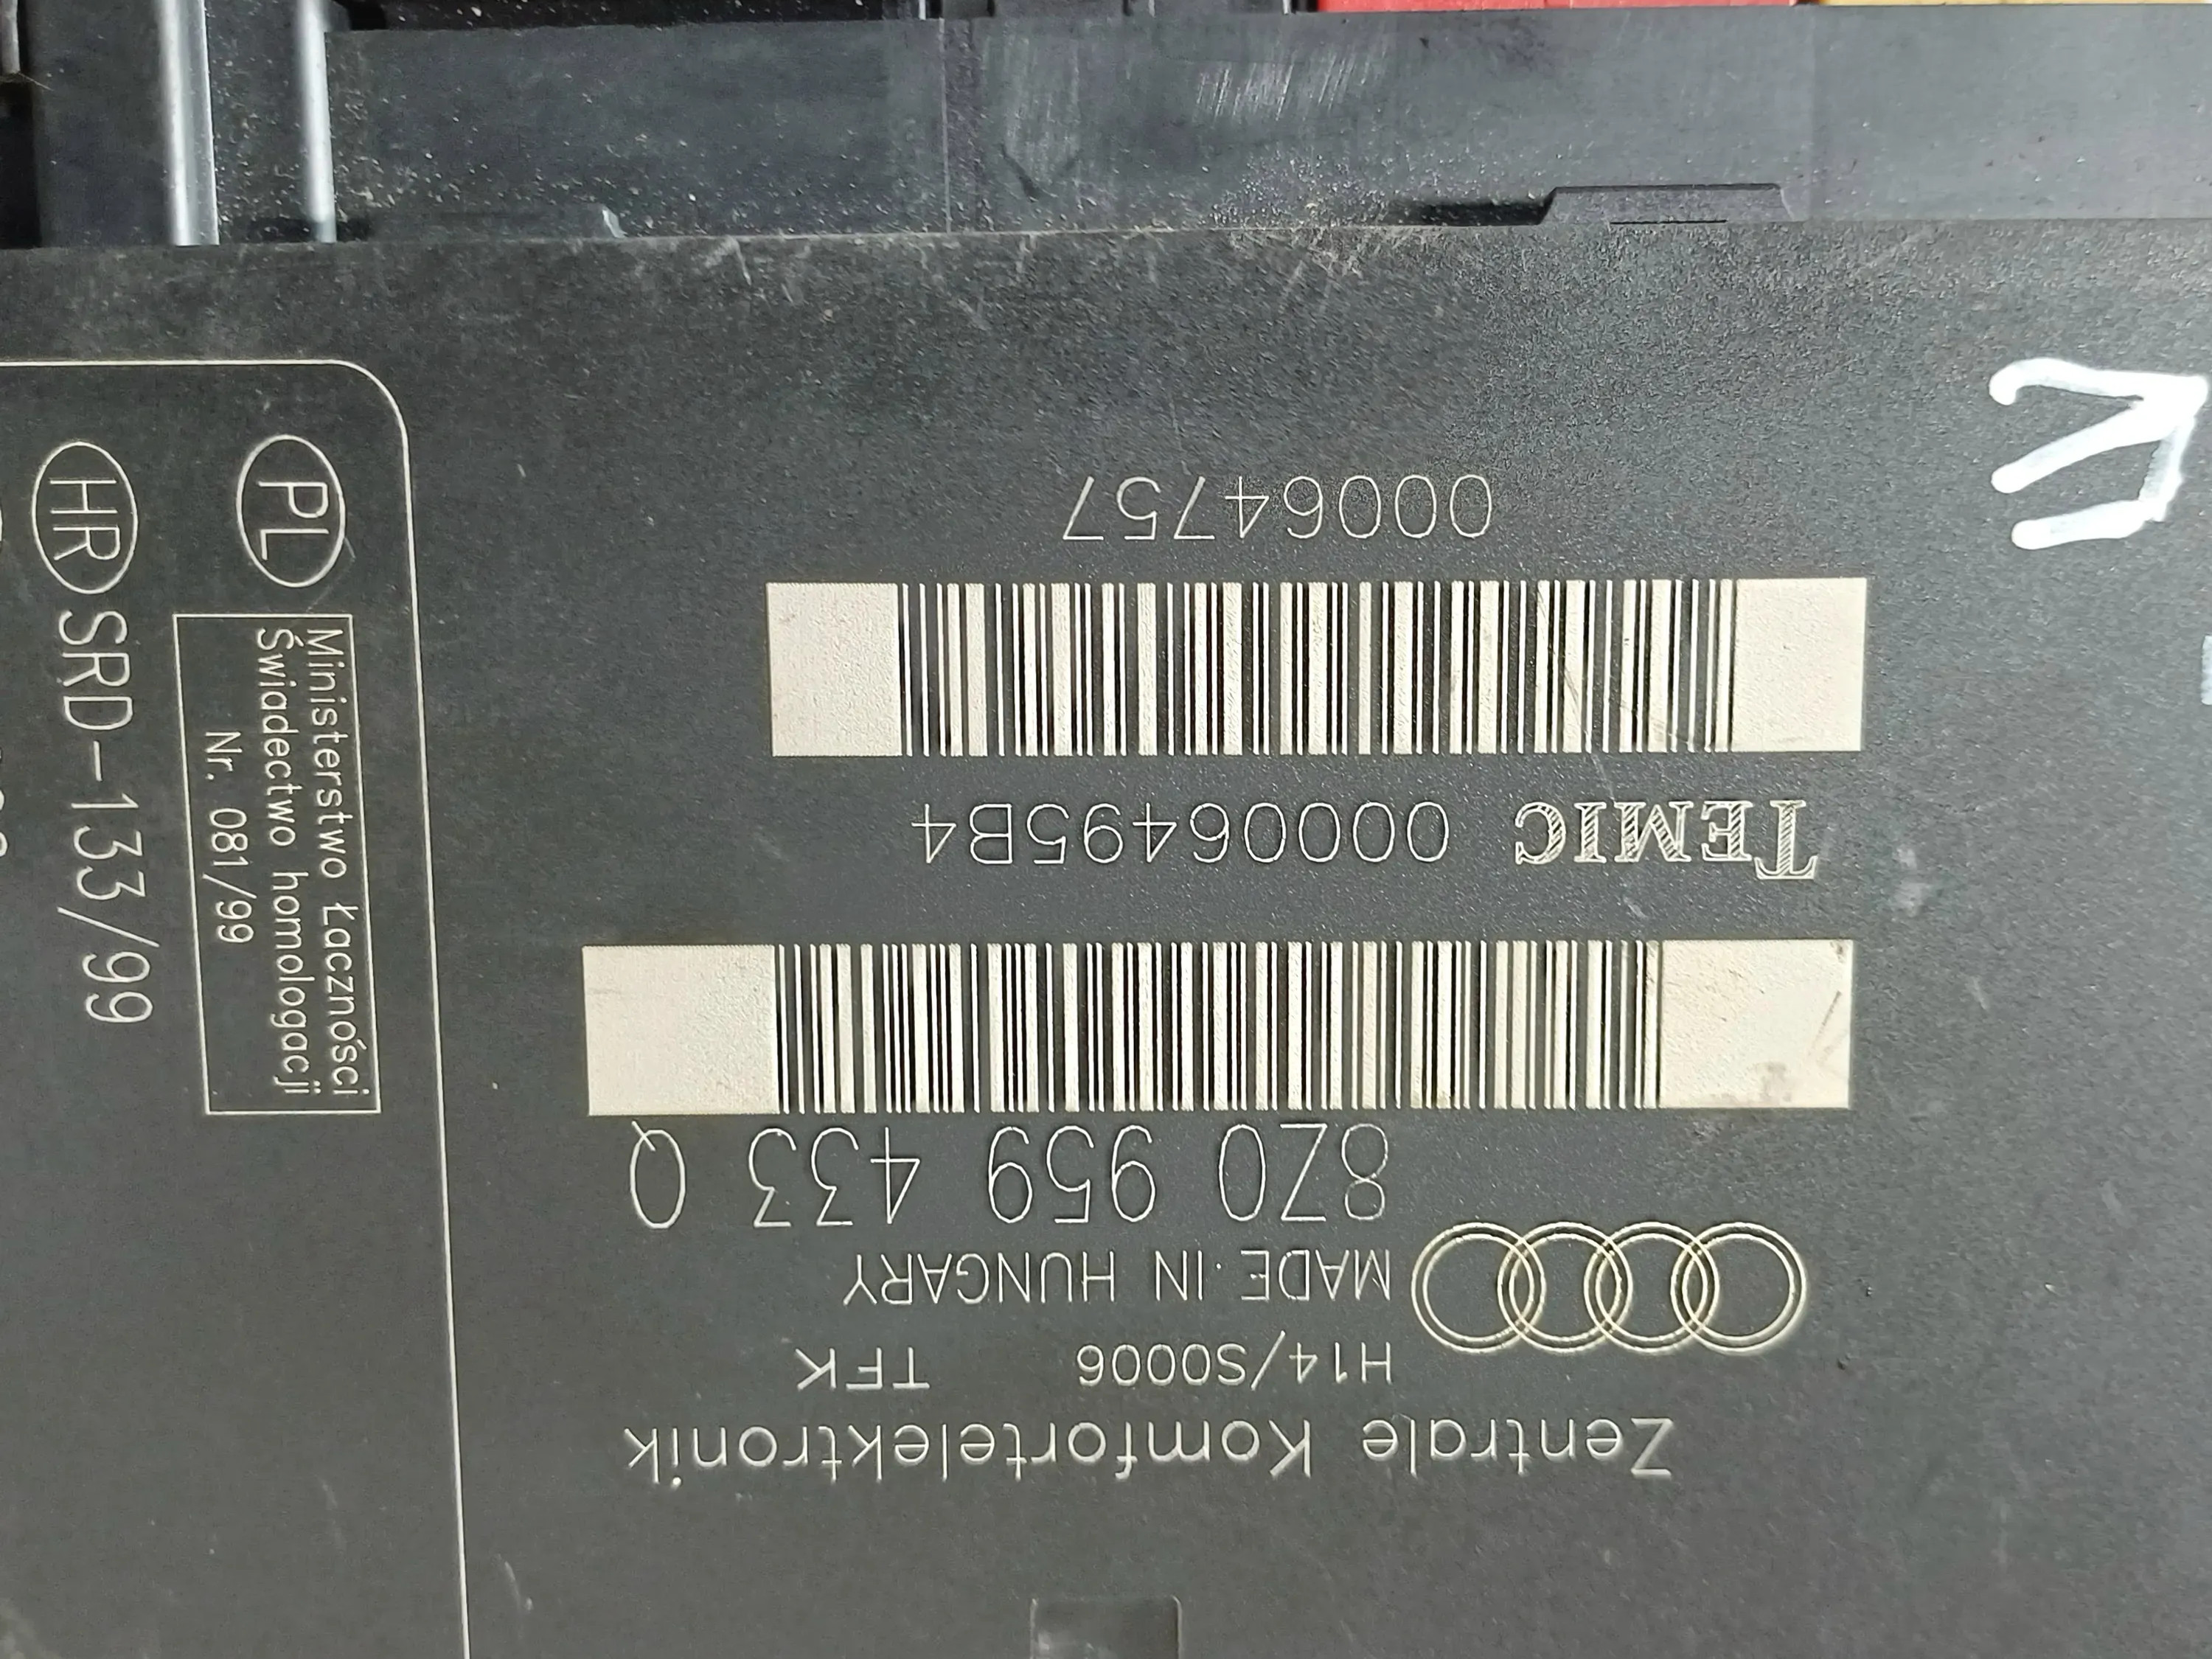 Zentrale Komfortelektronik
H14/S0006 TFK
MADE IN HUNGARY
8Z0 959 433 Q
TEMIC 00006495B4
00064757
PL
Ministerstwo Łączności
Świadectwo homologacji
Nr. 081/99
HR SRD-133/99